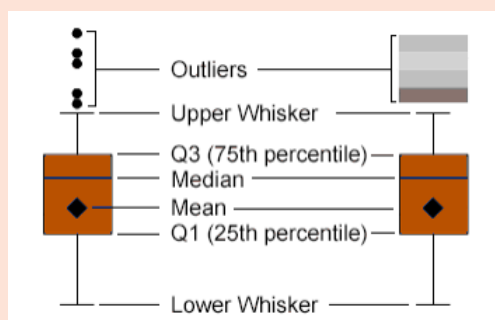 Outliers
Upper Whisker
Q3 (75th percentile)
Median
Mean
Q1 (25th percentile)
Lower Whisker